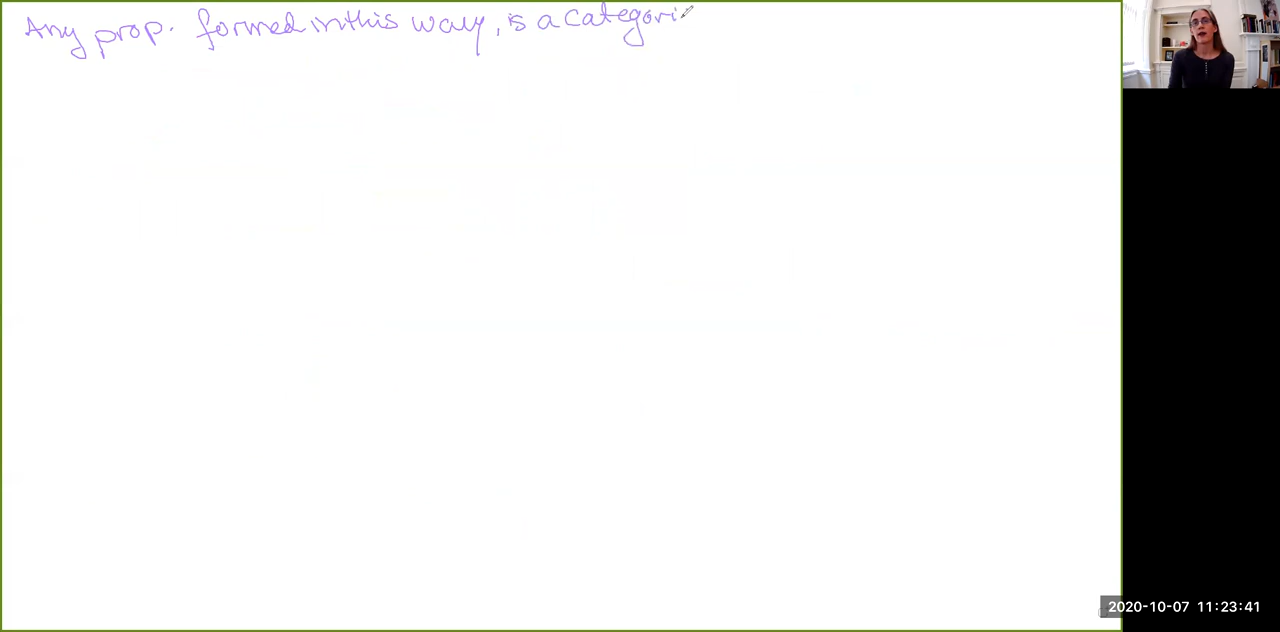 Any prop. formed in this way, is a categori
2020-10-07 11:23:41